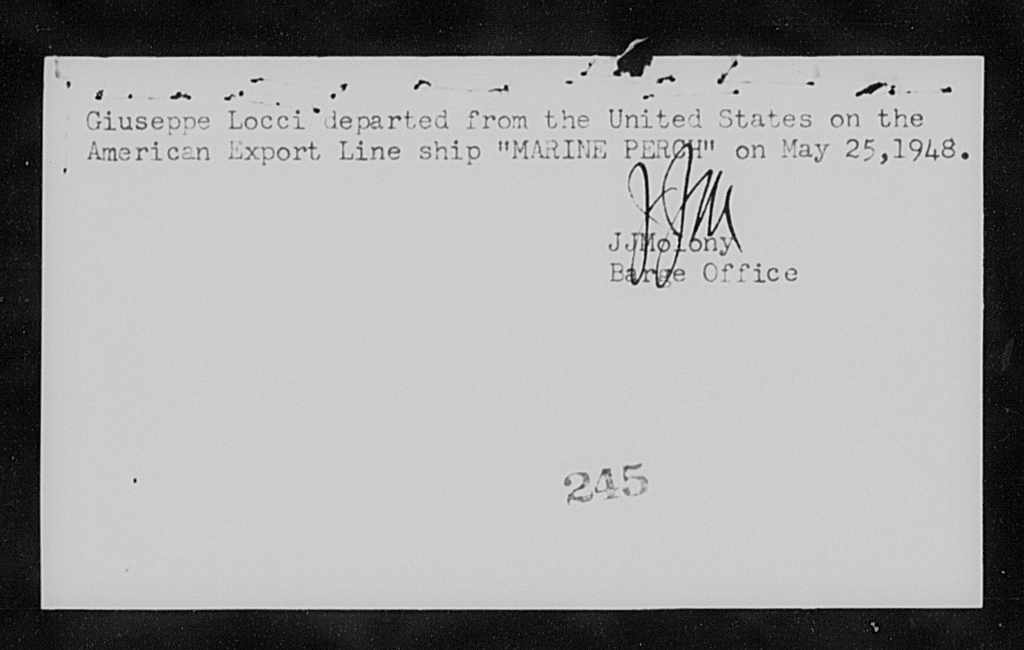 Giuseppe Locci departed from the United States on the
American Export Line ship "MARINE PERCH" on May 25,1948.
JJMolony
Barge Office
245